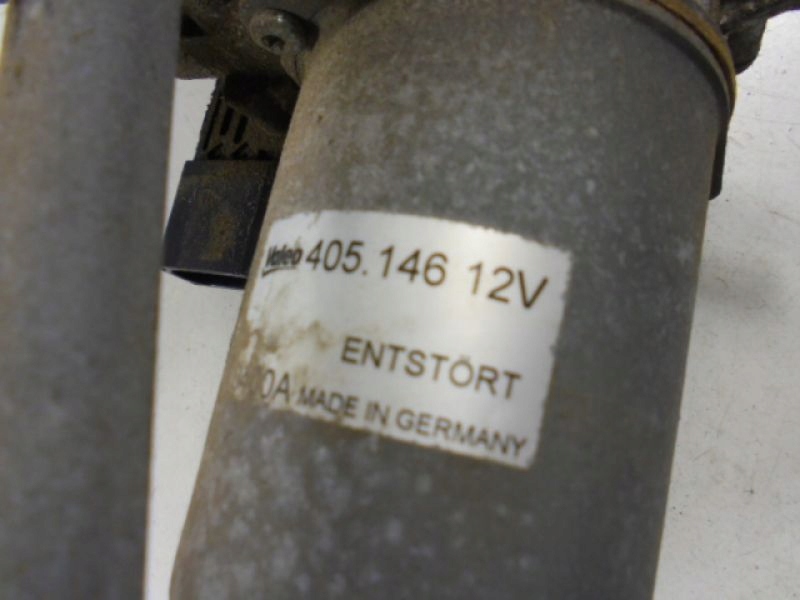 Valeo 405.146 12V
ENTSTÖRT
MADE IN GERMANY